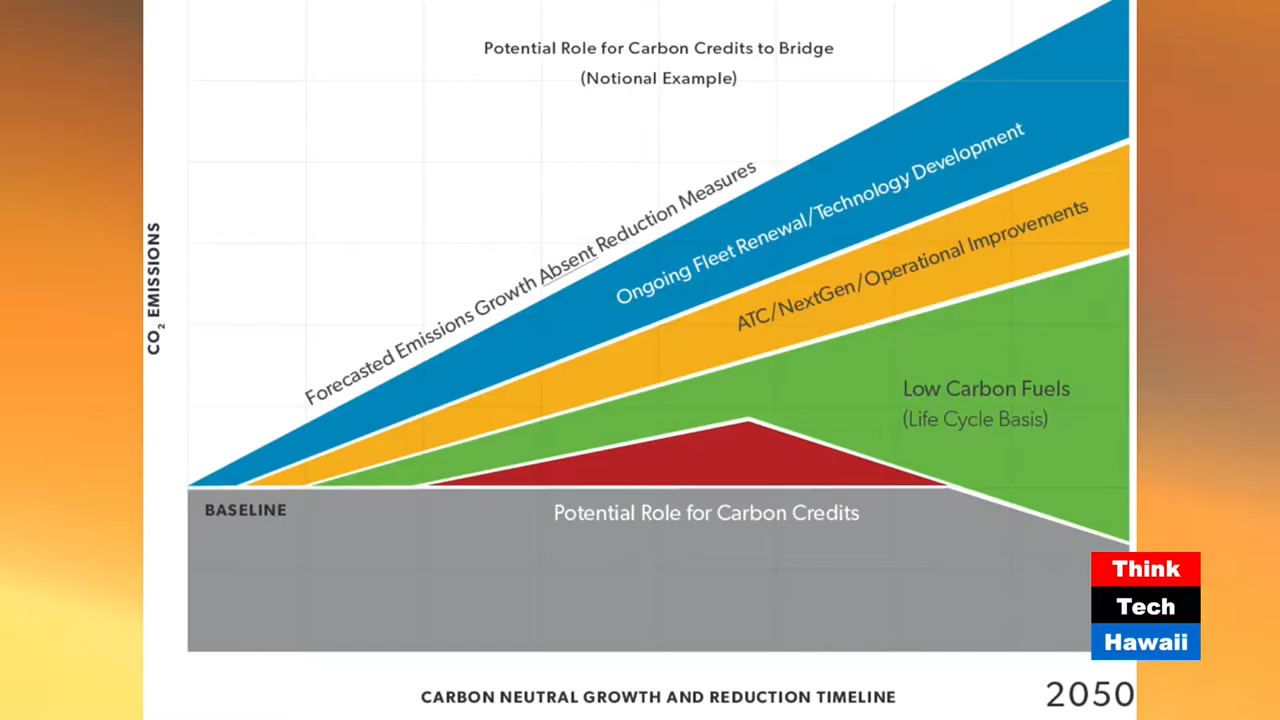 Potential Role for Carbon Credits to Bridge
(Notional Example)
Forecasted Emissions Growth Absent Reduction Measures
Ongoing Fleet Renewal/Technology Development
ATC/NextGen/Operational Improvements
Low Carbon Fuels
(Life Cycle Basis)
CO₂ EMISSIONS
BASELINE
Potential Role for Carbon Credits
Think
Tech
Hawaii
CARBON NEUTRAL GROWTH AND REDUCTION TIMELINE
2050